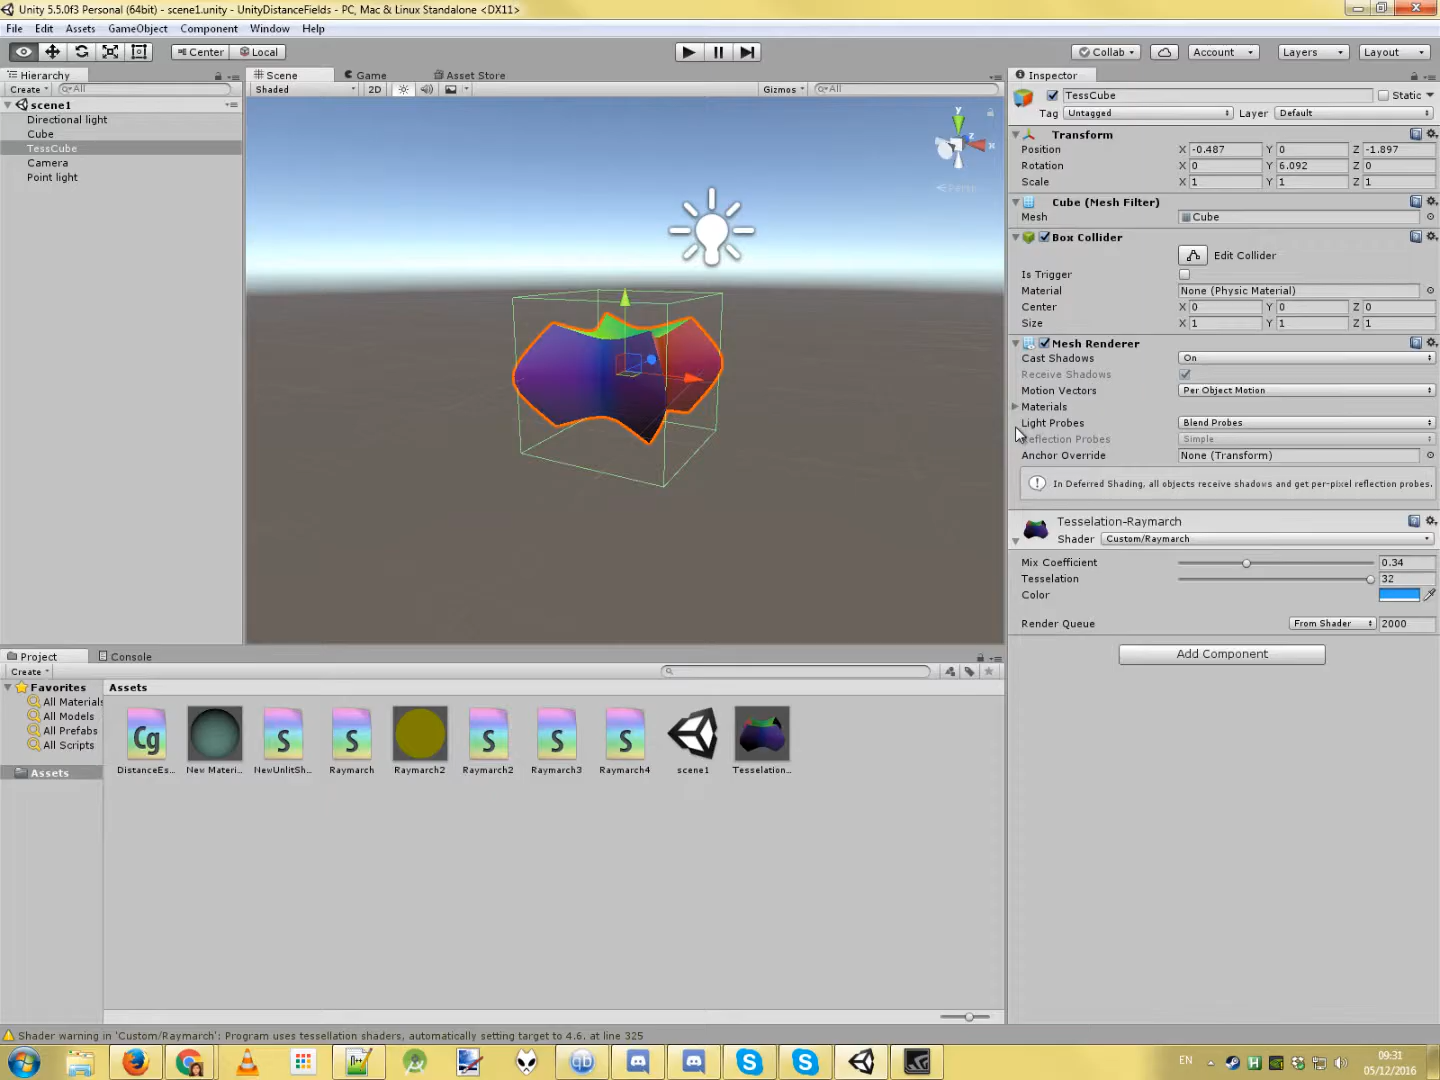 Unity 5.5.0f3 Personal (64bit) - scene1.unity - UnityDistanceFields - PC, Mac & Linux Standalone <DX11>
File Edit Assets GameObject Component Window Help
Center Local Collab Account Layers Layout
Hierarchy
Create All
scene1
Directional light
Cube
TessCube
Camera
Point light
Scene Game Asset Store
Shaded 2D Gizmos All
y
z
x
Persp
Inspector
TessCube Static
Tag Untagged Layer Default
Transform
Position X -0.487 Y 0 Z -1.897
Rotation X 0 Y 6.092 Z 0
Scale X 1 Y 1 Z 1
Cube (Mesh Filter)
Mesh Cube
Box Collider
Edit Collider
Is Trigger
Material None (Physic Material)
Center X 0 Y 0 Z 0
Size X 1 Y 1 Z 1
Mesh Renderer
Cast Shadows On
Receive Shadows
Motion Vectors Per Object Motion
Materials
Light Probes Blend Probes
eflection Probes Simple
Anchor Override None (Transform)
In Deferred Shading, all objects receive shadows and get per-pixel reflection probes.
Tesselation-Raymarch
Shader Custom/Raymarch
Mix Coefficient 0.34
Tesselation 32
Color
Render Queue From Shader 2000
Add Component
Project Console
Create
Favorites
All Materials
All Models
All Prefabs
All Scripts
Assets
Assets
Cg S S S S S
DistanceEs... New Materi... NewUnlitSh... Raymarch Raymarch2 Raymarch2 Raymarch3 Raymarch4 scene1 Tesselation...
Shader warning in 'Custom/Raymarch': Program uses tessellation shaders, automatically setting target to 4.6. at line 325
EN
09:31
05/12/2016